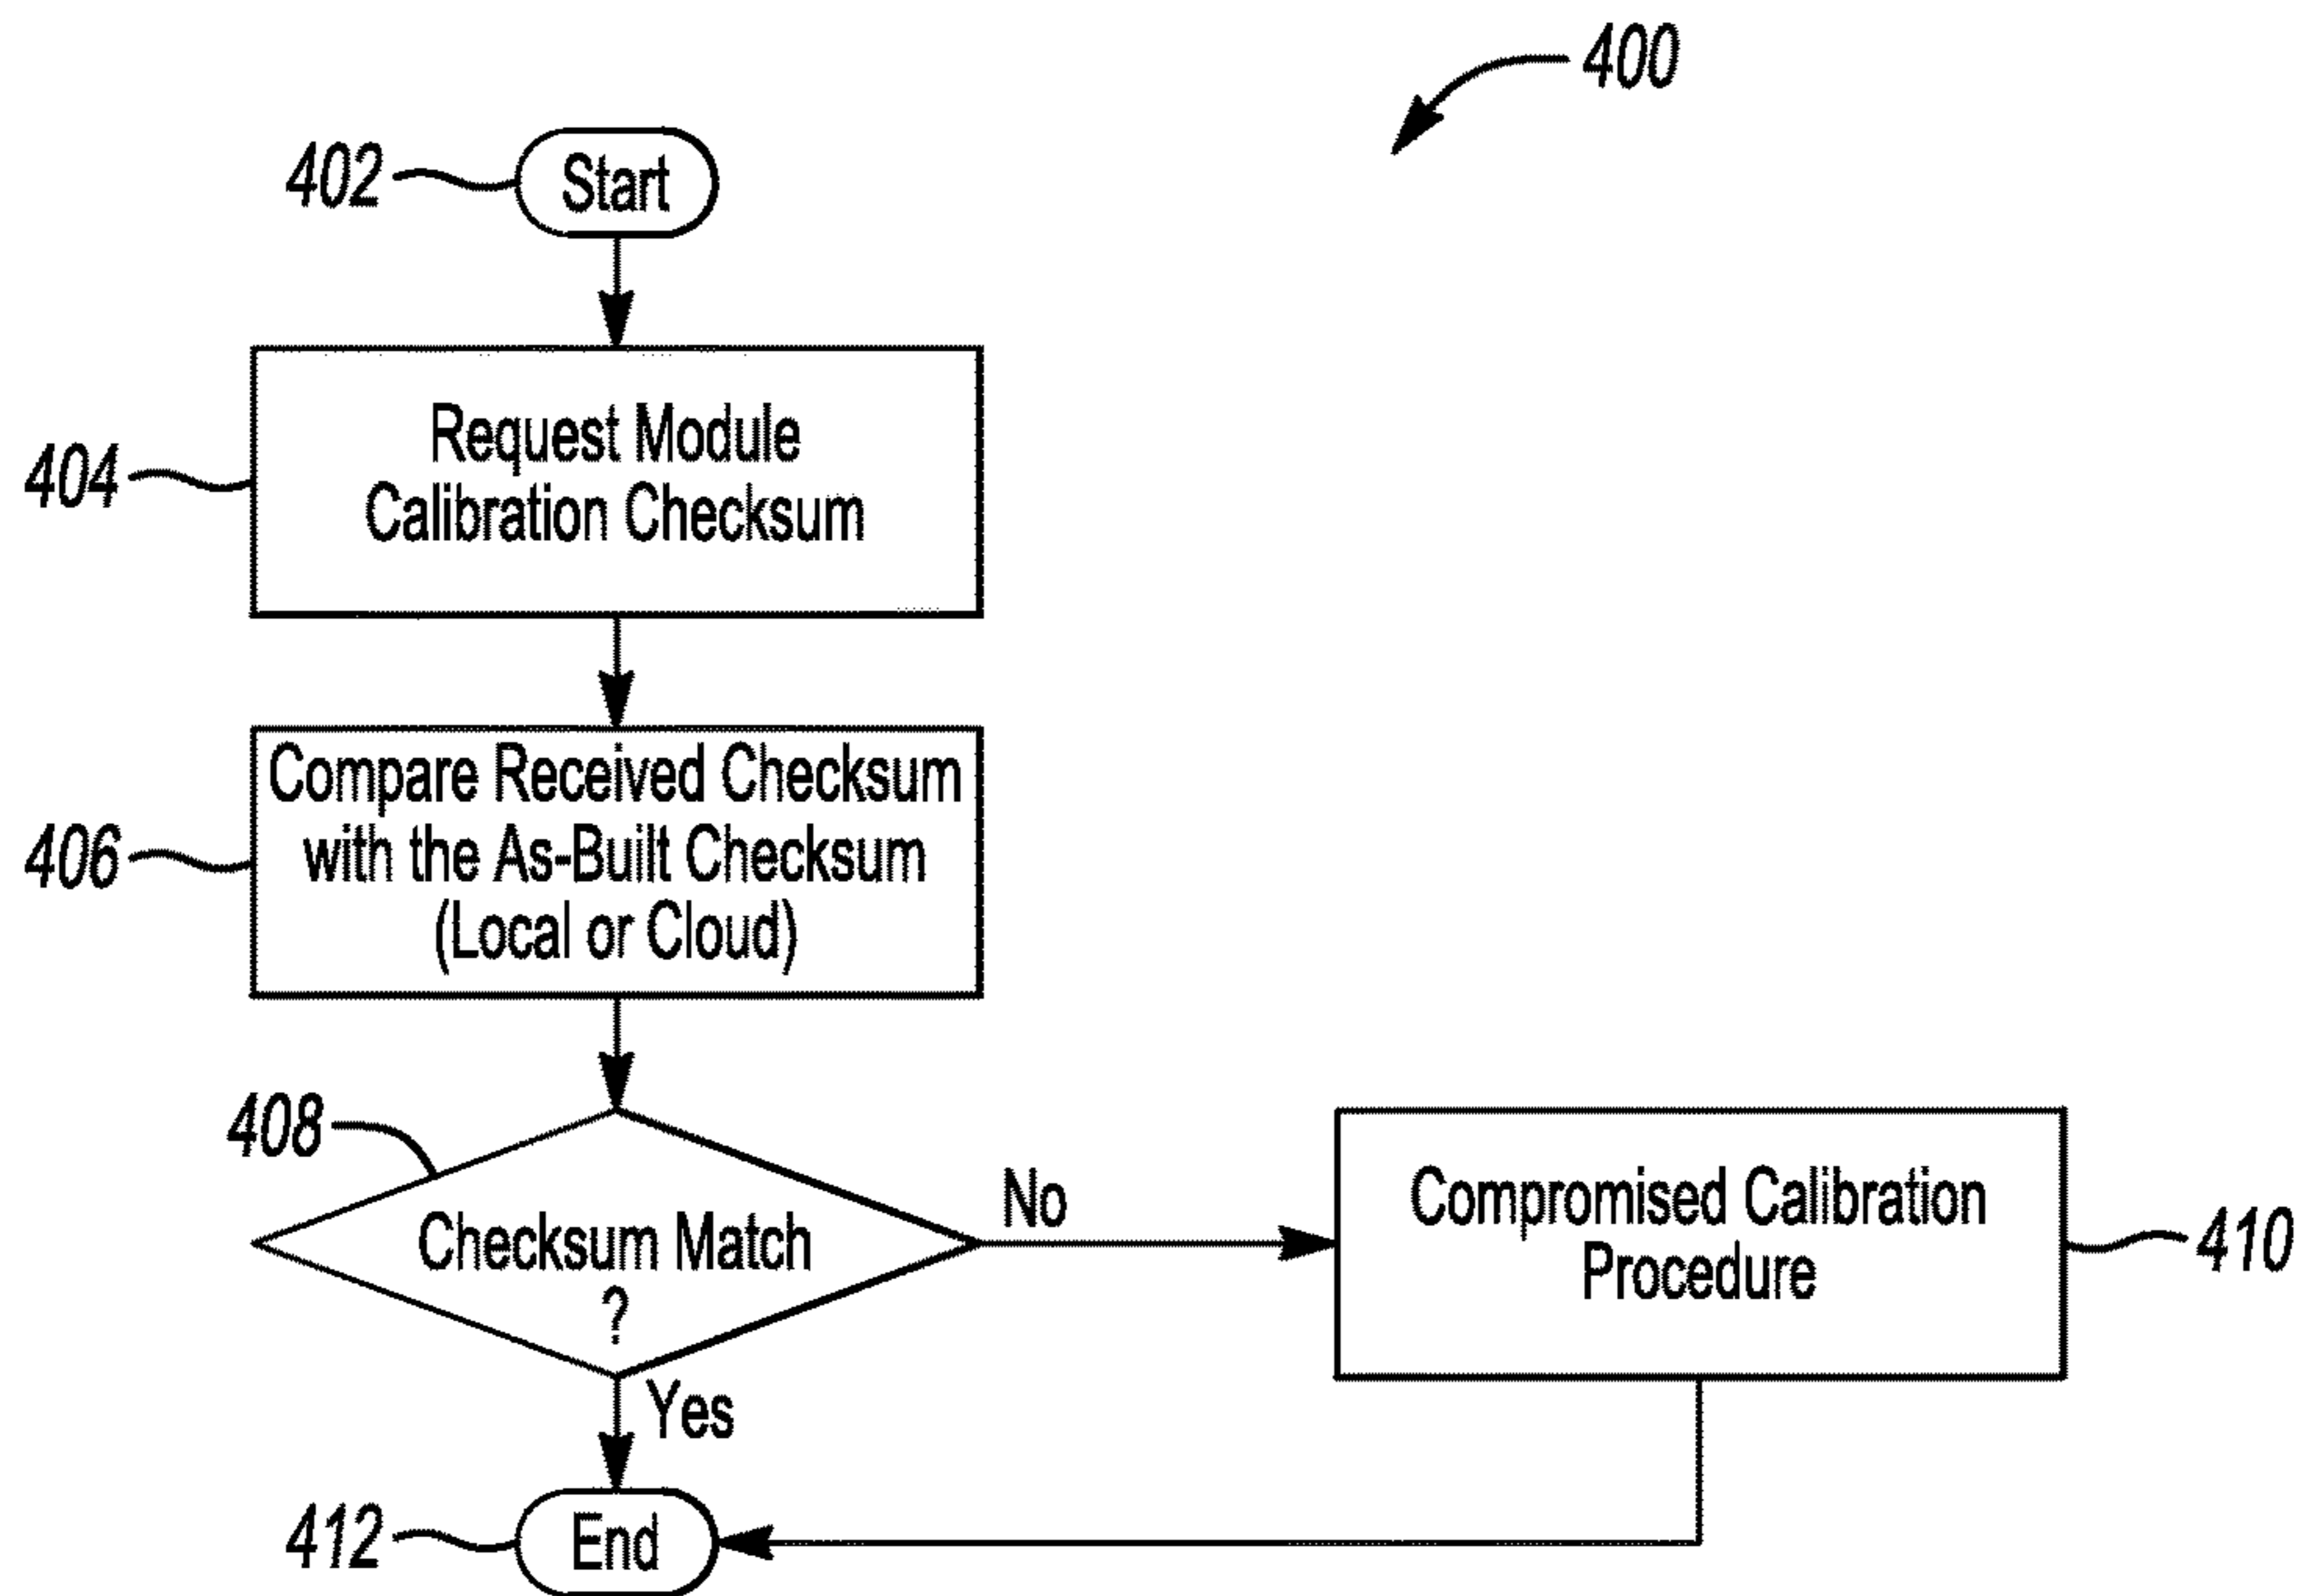 400
402
Start
404
Request Module
Calibration Checksum
406
Compare Received Checksum
with the As-Built Checksum
(Local or Cloud)
408
Checksum Match
?
No
Compromised Calibration
Procedure
410
Yes
412
End